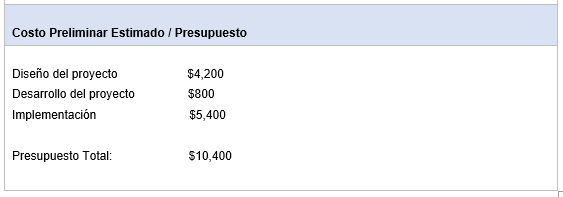 Costo Preliminar Estimado / Presupuesto
Diseño del proyecto $4,200
Desarrollo del proyecto $800
Implementación $5,400
Presupuesto Total: $10,400